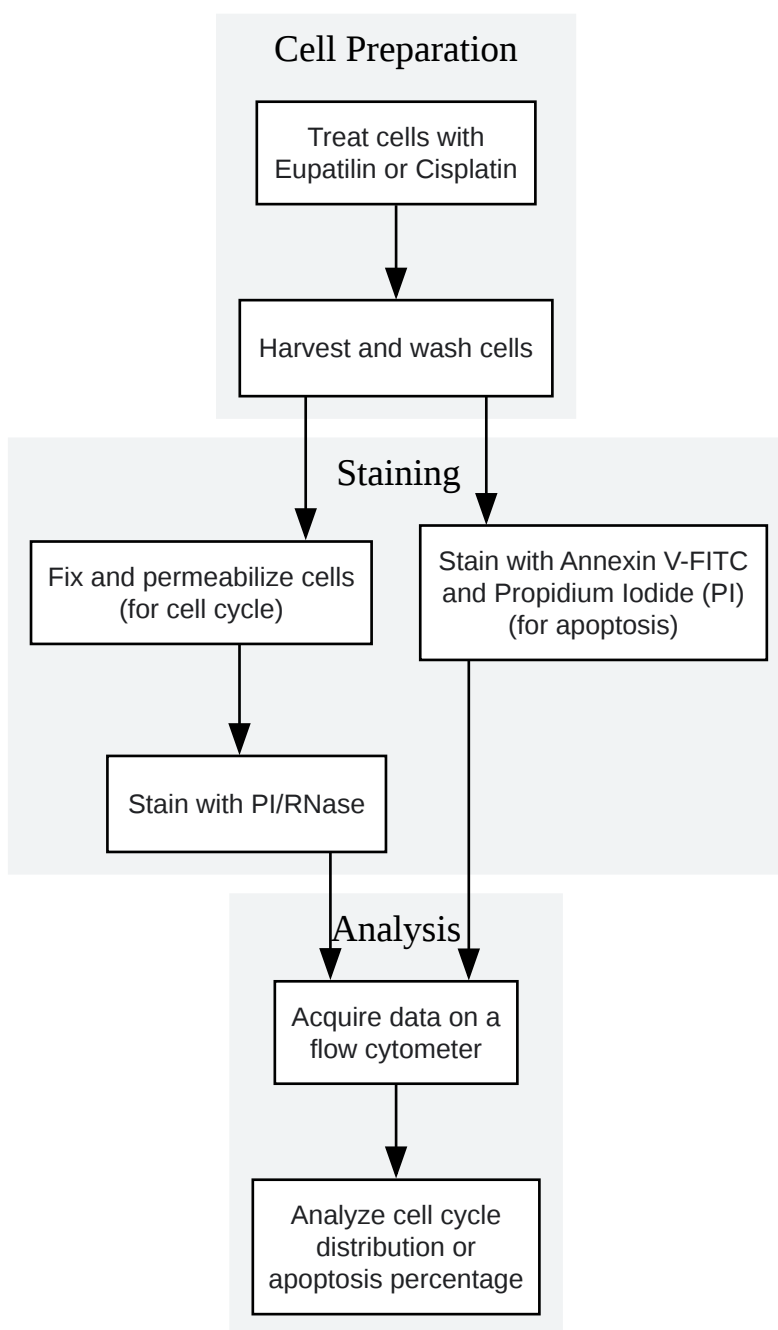 Cell Preparation
Treat cells with
Eupatilin or Cisplatin
Harvest and wash cells
Staining
Fix and permeabilize cells
(for cell cycle)
Stain with Annexin V-FITC
and Propidium Iodide (PI)
(for apoptosis)
Stain with PI/RNase
Analysis
Acquire data on a
flow cytometer
Analyze cell cycle
distribution or
apoptosis percentage